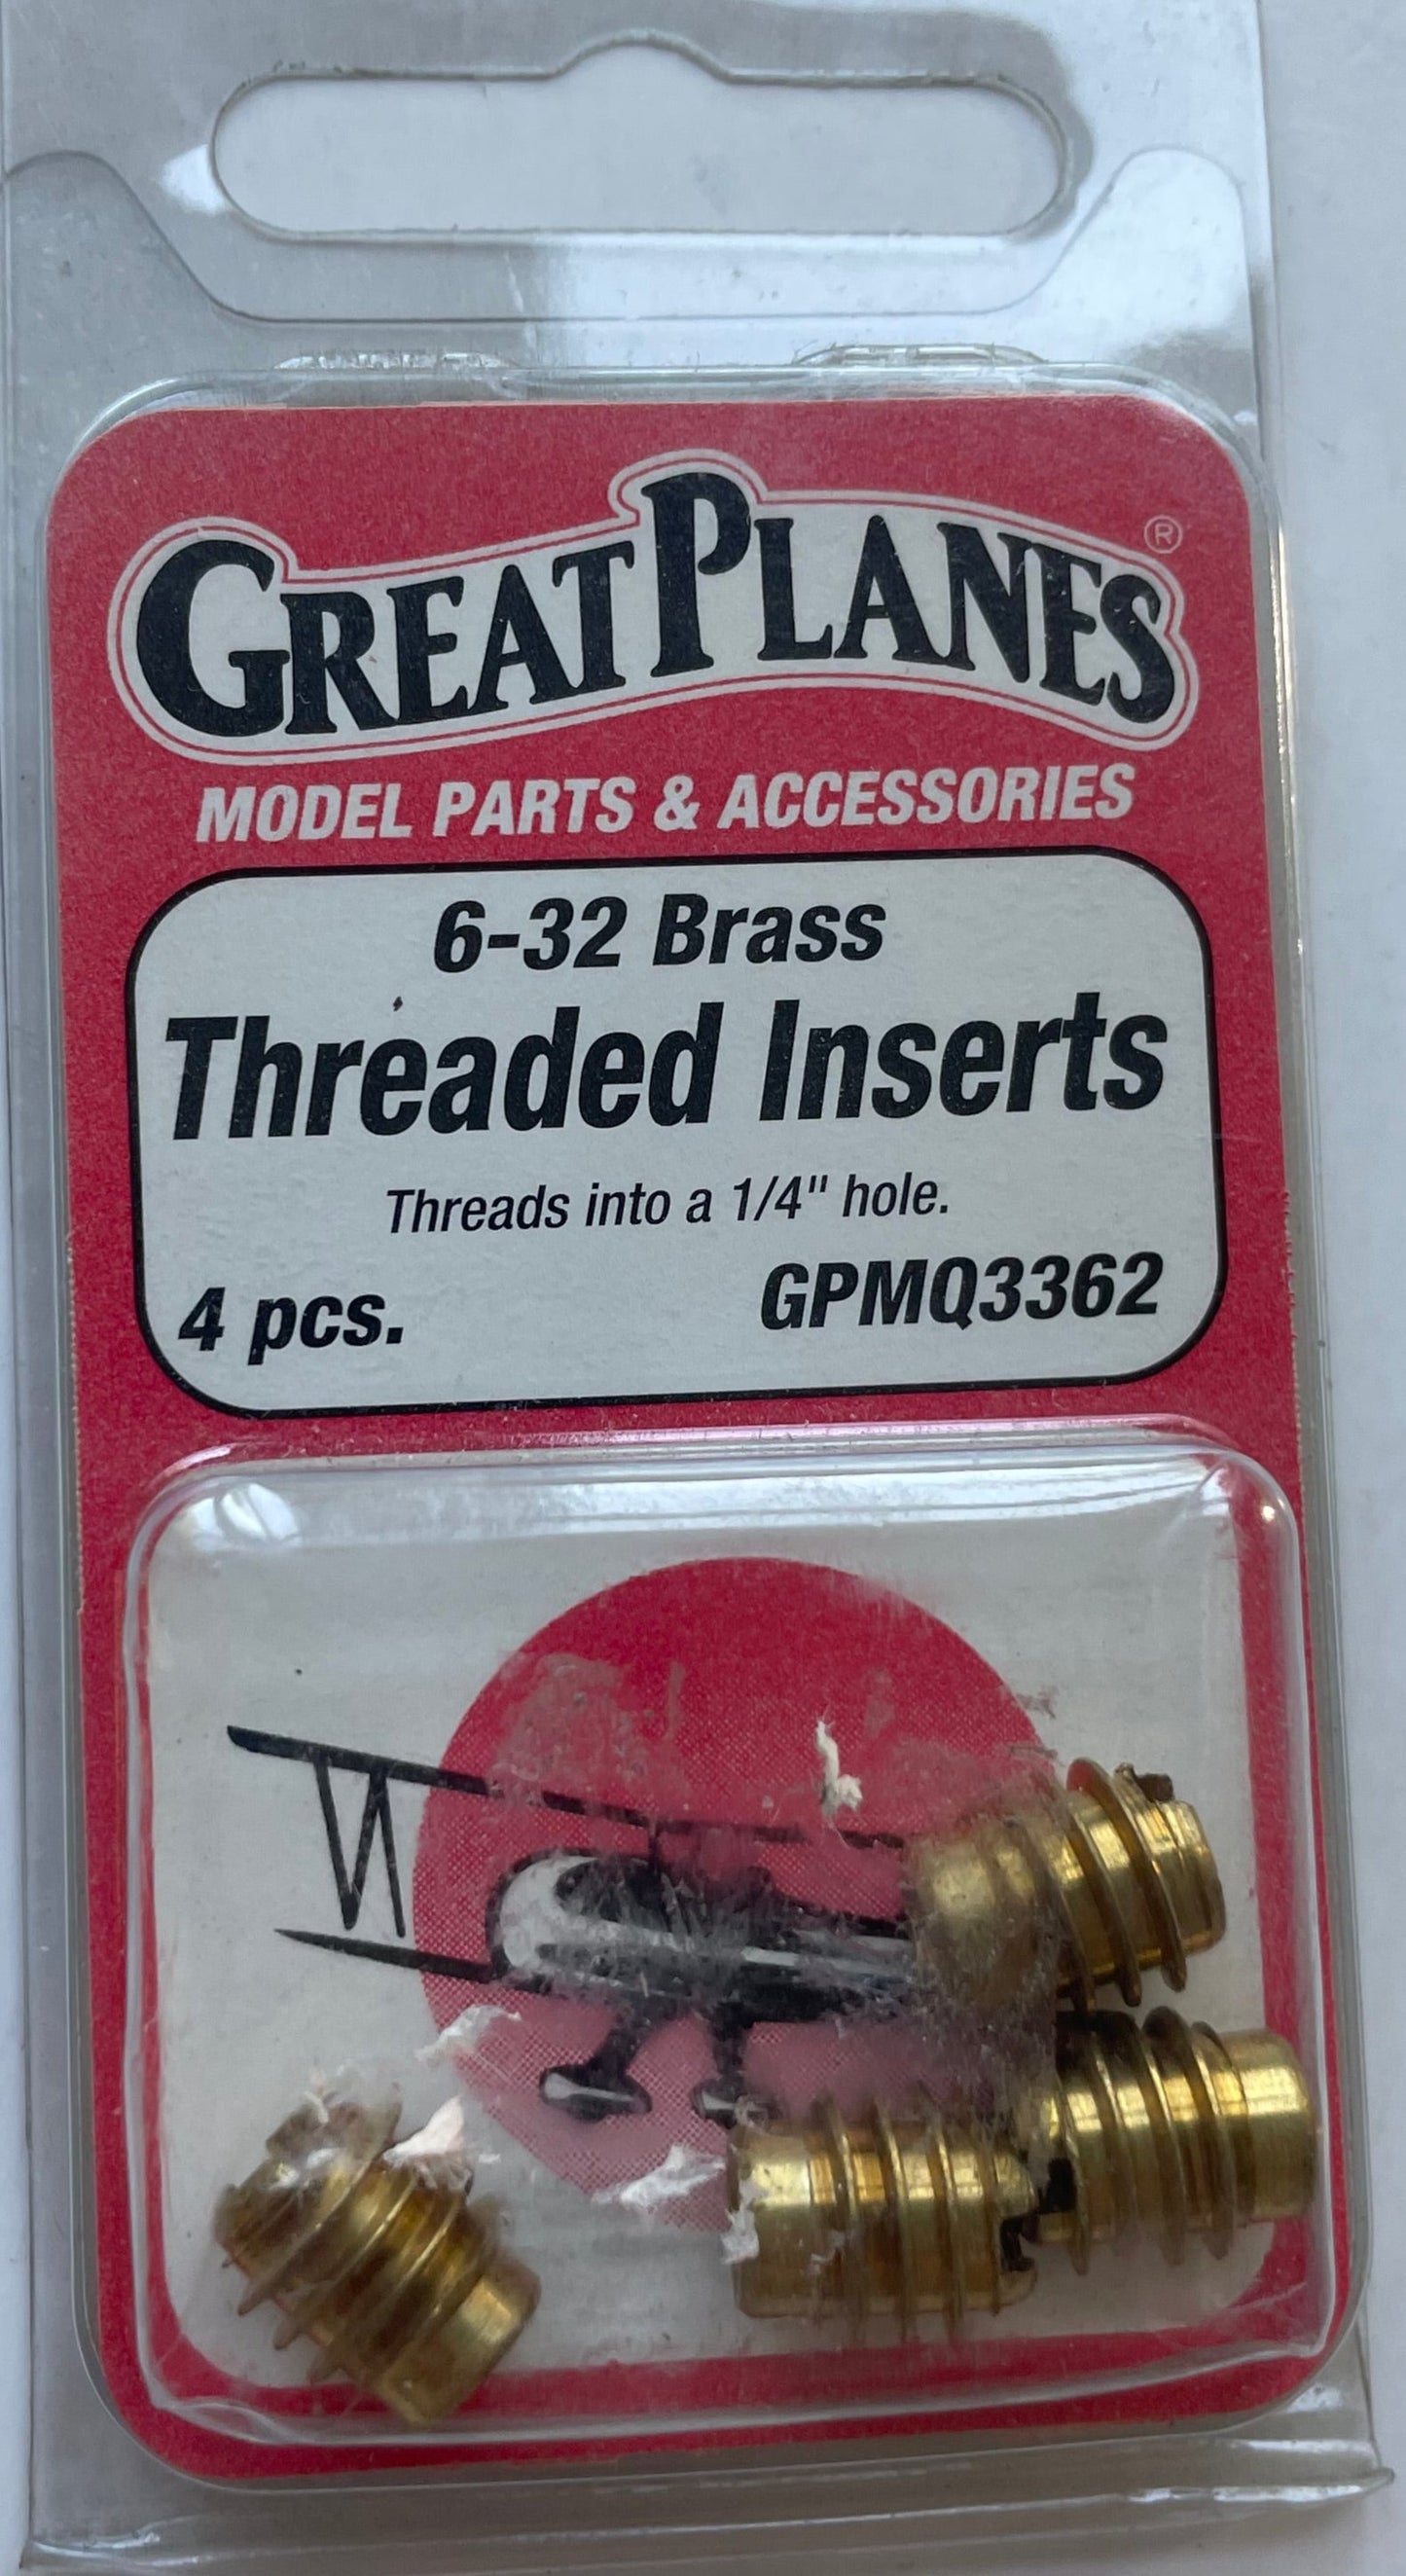 GREAT PLANES ®
MODEL PARTS & ACCESSORIES
6-32 Brass
Threaded Inserts
Threads into a 1/4" hole.
4 pcs. GPMQ3362